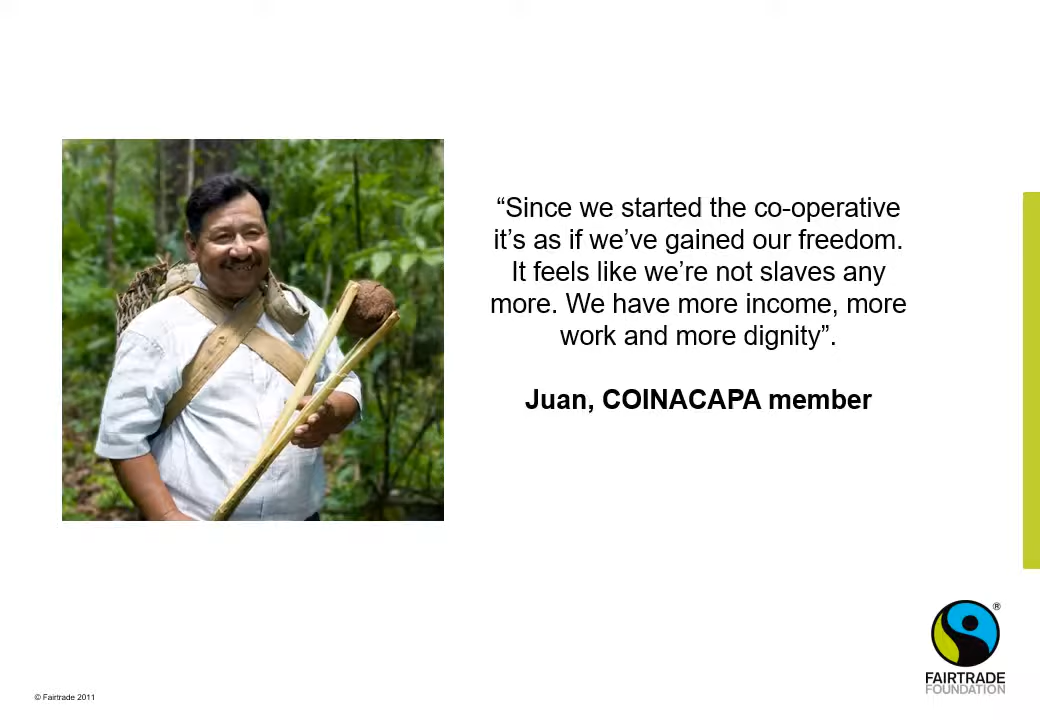 “Since we started the co-operative
it’s as if we’ve gained our freedom.
It feels like we’re not slaves any
more. We have more income, more
work and more dignity”.
Juan, COINACAPA member
®
FAIRTRADE
FOUNDATION
© Fairtrade 2011